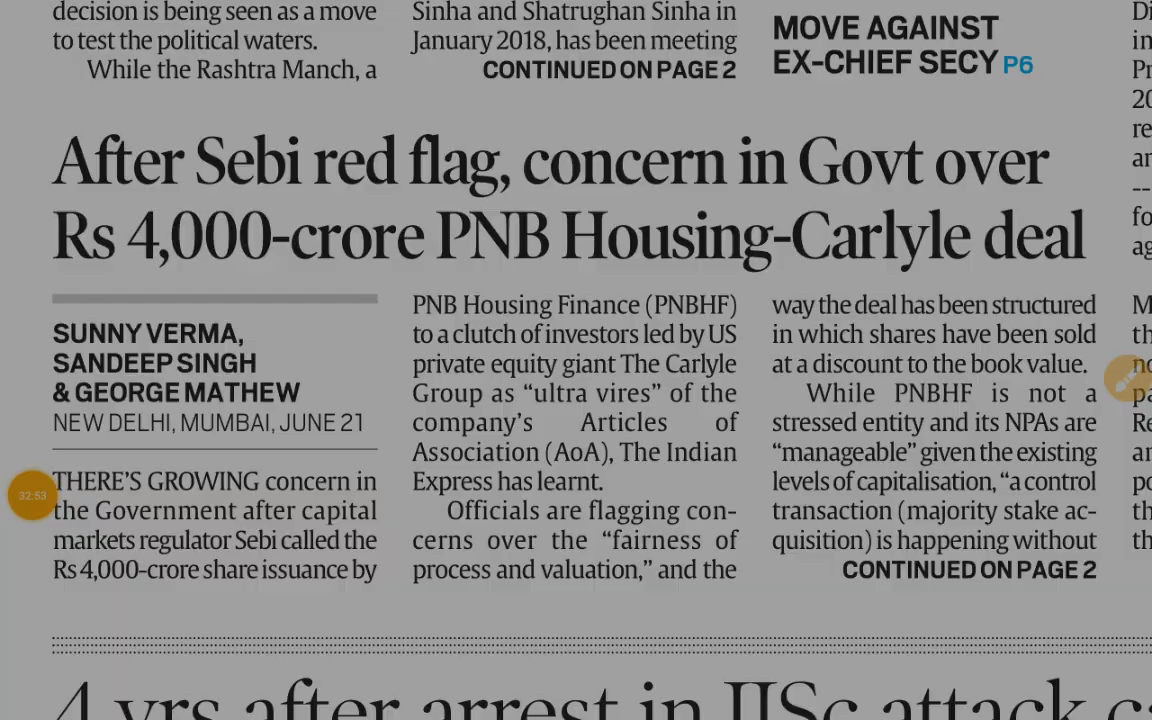 decision is being seen as a move
to test the political waters.
While the Rashtra Manch, a
Sinha and Shatrughan Sinha in
January 2018, has been meeting
CONTINUED ON PAGE 2
MOVE AGAINST
EX-CHIEF SECY P6
After Sebi red flag, concern in Govt over
Rs 4,000-crore PNB Housing-Carlyle deal
SUNNY VERMA,
SANDEEP SINGH
& GEORGE MATHEW
NEW DELHI, MUMBAI, JUNE 21
THERE'S GROWING concern in
the Government after capital
markets regulator Sebi called the
Rs 4,000-crore share issuance by
PNB Housing Finance (PNBHF)
to a clutch of investors led by US
private equity giant The Carlyle
Group as “ultra vires” of the
company's Articles of
Association (AoA), The Indian
Express has learnt.
Officials are flagging con-
cerns over the “fairness of
process and valuation,” and the
way the deal has been structured
in which shares have been sold
at a discount to the book value.
While PNBHF is not a
stressed entity and its NPAs are
“manageable” given the existing
levels of capitalisation, “a control
transaction (majority stake ac-
quisition) is happening without
CONTINUED ON PAGE 2
32:53
4 yrs after arrest in IISc attack